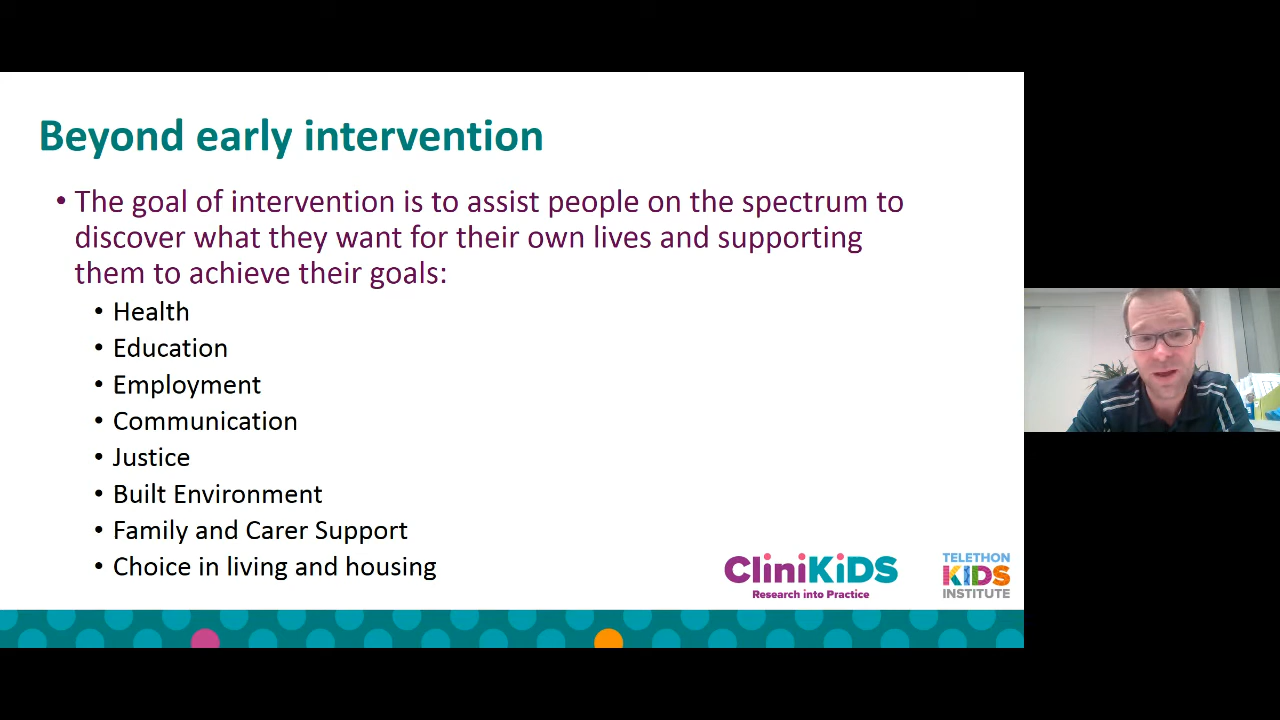 Beyond early intervention
• The goal of intervention is to assist people on the spectrum to
discover what they want for their own lives and supporting
them to achieve their goals:
• Health
• Education
• Employment
• Communication
• Justice
• Built Environment
• Family and Carer Support
• Choice in living and housing
CliniKiDS
Research into Practice
TELETHON
KiDS
INSTITUTE